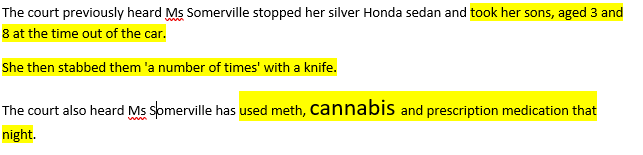 The court previously heard Ms Somerville stopped her silver Honda sedan and took her sons, aged 3 and
8 at the time out of the car.
She then stabbed them 'a number of times' with a knife.
The court also heard Ms Somerville has used meth, cannabis and prescription medication that
night.